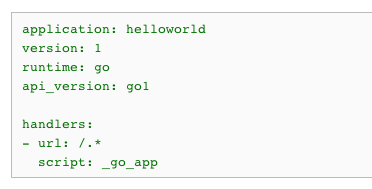 application: helloworld
version: 1
runtime: go
api_version: go1

handlers:
- url: /.*
  script: _go_app